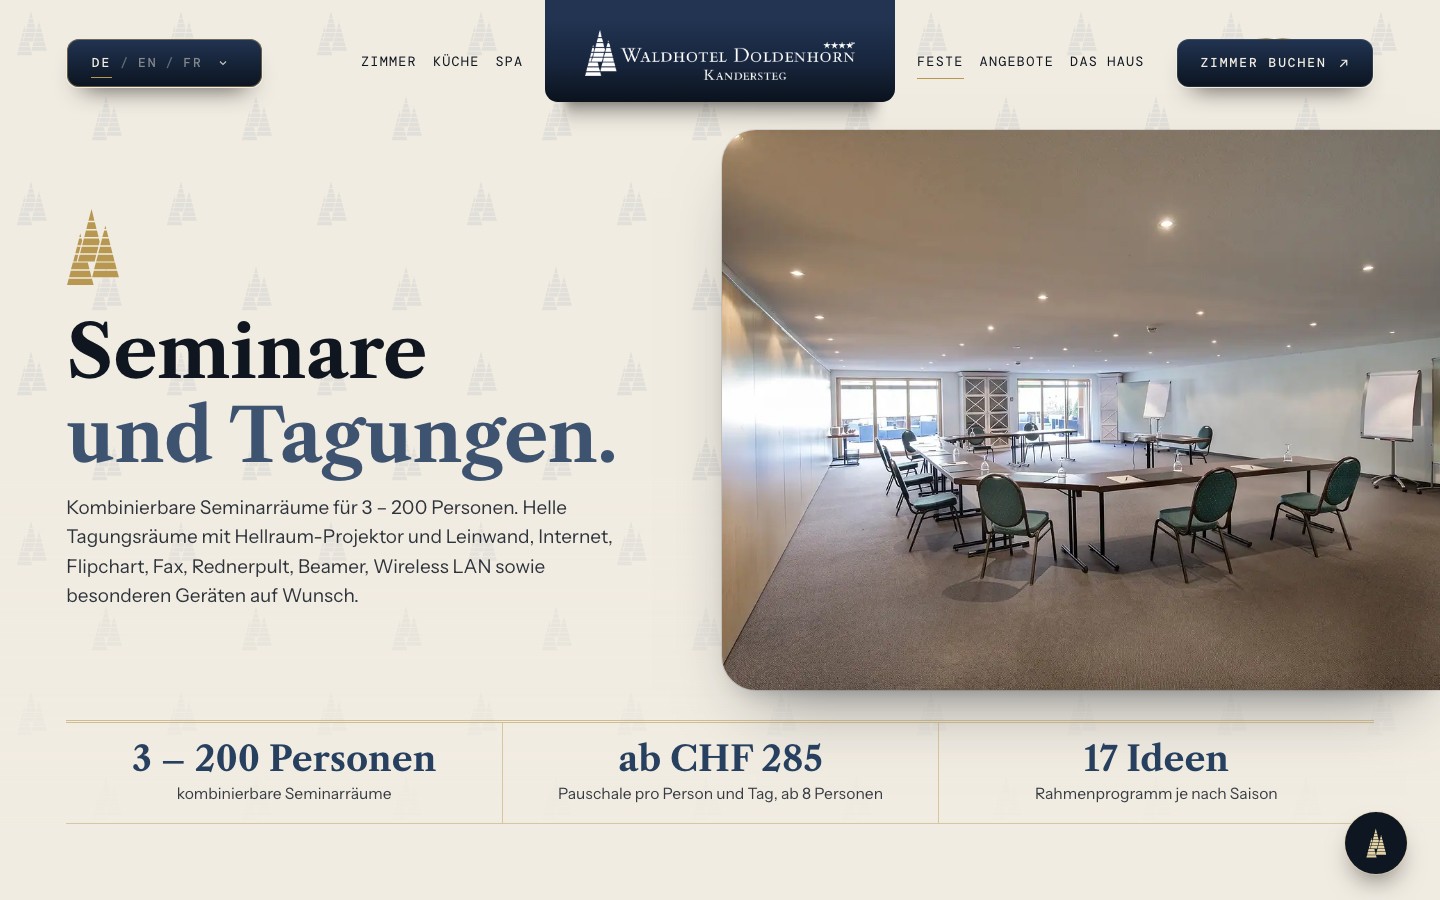 DE / EN / FR
ZIMMER KÜCHE SPA
WALDHOTEL DOLDENHORN
KANDERSTEG
FESTE ANGEBOTE DAS HAUS
ZIMMER BUCHEN
Seminare
und Tagungen.
Kombinierbare Seminarräume für 3 – 200 Personen. Helle
Tagungsräume mit Hellraum-Projektor und Leinwand, Internet,
Flipchart, Fax, Rednerpult, Beamer, Wireless LAN sowie
besonderen Geräten auf Wunsch.
3 – 200 Personen
kombinierbare Seminarräume
ab CHF 285
Pauschale pro Person und Tag, ab 8 Personen
17 Ideen
Rahmenprogramm je nach Saison